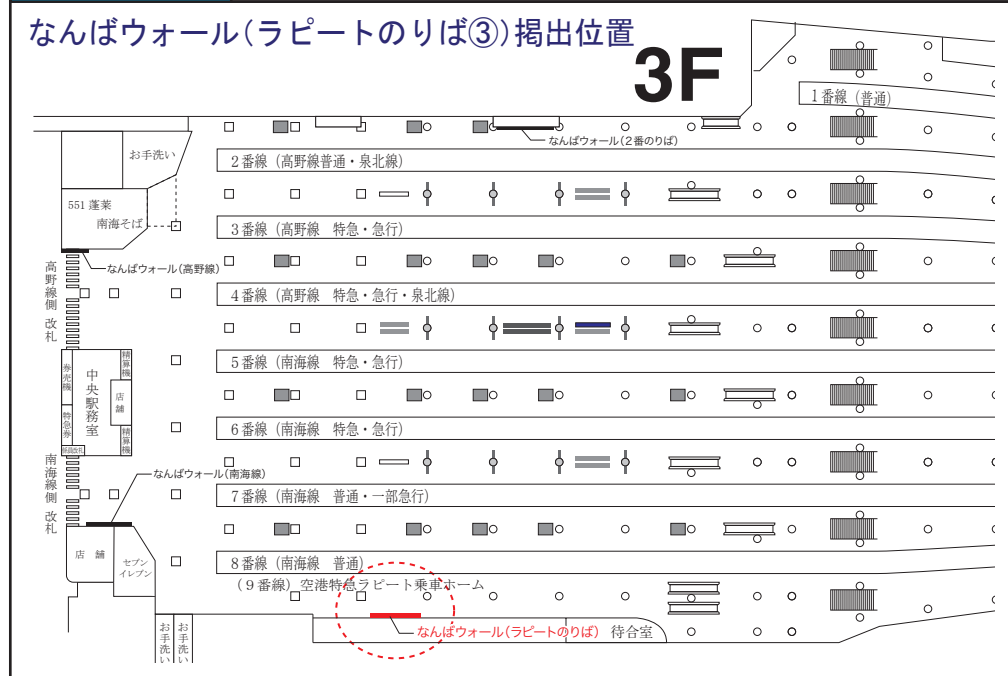 なんばウォール(ラピートのりば③)掲出位置
3F
1番線 (普通)
お手洗い
なんばウォール(2番のりば)
2番線 (高野線普通・泉北線)
551 蓬莱
南海そば
3番線 (高野線 特急・急行)
なんばウォール(高野線)
高野線側 改札
4番線 (高野線 特急・急行・泉北線)
5番線 (南海線 特急・急行)
券売機
精算機
中央駅務室
店舗
特急券
精算機
6番線 (南海線 特急・急行)
南海線側 改札
なんばウォール(南海線)
7番線 (南海線 普通・一部急行)
店 舗
セブン
イレブン
8番線 (南海線 普通)
(9番線) 空港特急ラピート乗車ホーム
お手洗い
お手洗い
なんばウォール(ラピートのりば)
待合室